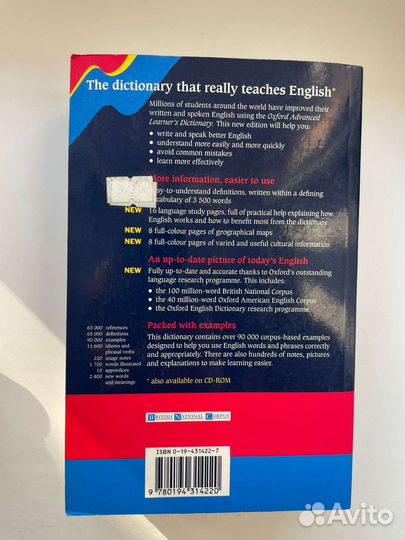 The dictionary that really teaches English*
Millions of students around the world have improved their
written and spoken English using the Oxford Advanced
Learner's Dictionary. This new edition will help you:
• write and speak better English
• understand more easily and more quickly
• avoid common mistakes
• learn more effectively
More information, easier to use
easy-to-understand definitions, written within a defining
vocabulary of 3 500 words
NEW 16 language study pages, full of practical help explaining how
English works and how to benefit most from the dictionary
NEW 8 full-colour pages of geographical maps
NEW 8 full-colour pages of varied and useful cultural information
An up-to-date picture of today's English
NEW Fully up-to-date and accurate thanks to Oxford's outstanding
language research programme. This includes:
• the 100 million-word British National Corpus
• the 40 million-word Oxford American English Corpus
• the Oxford English Dictionary research programme
Packed with examples
This dictionary contains over 90 000 corpus-based examples
designed to help you use English words and phrases correctly
and appropriately. There are also hundreds of notes, pictures
and explanations to make learning easier.
* also available on CD-ROM
63 000 references
65 000 definitions
90 000 examples
11 600 idioms and
phrasal verbs
220 usage notes
1 700 words illustrated
10 appendices
2 800 new words
and meanings
BRITISH NATIONAL CORPUS
ISBN 0-19-431422-7
9 780194 314220
Avito